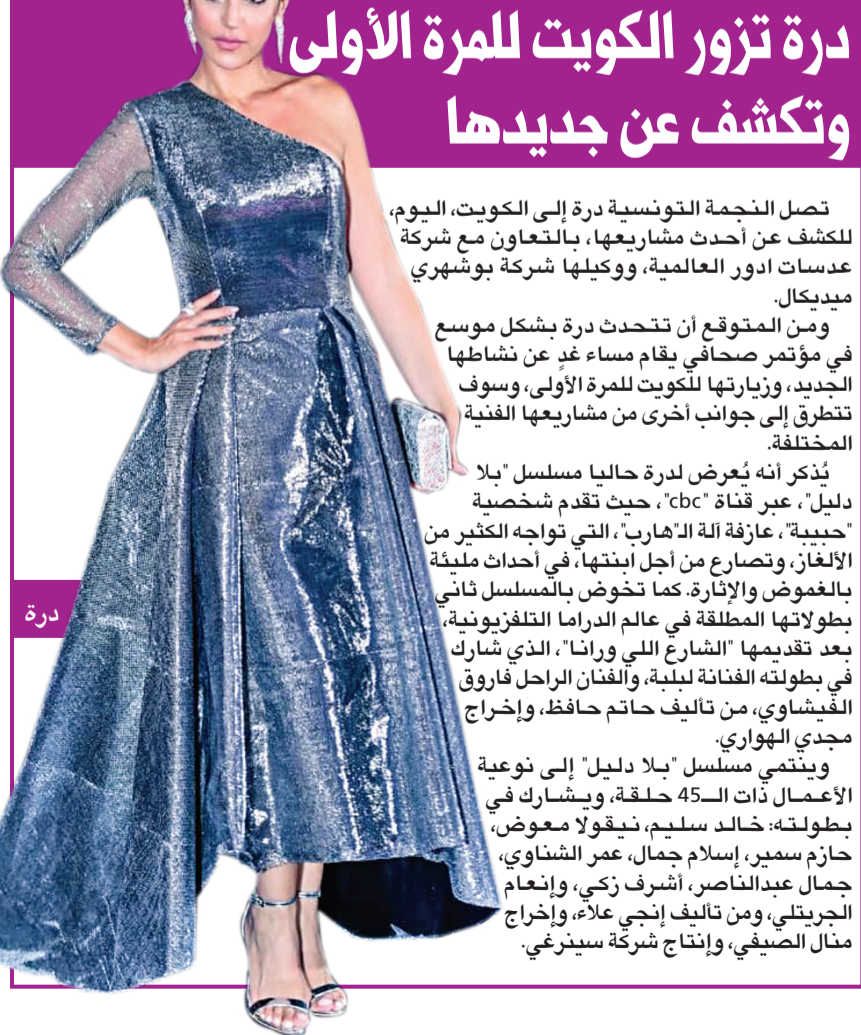 درة تزور الكويت للمرة الأولى
وتكشف عن جديدها
تصل النجمة التونسية درة إلى الكويت، اليوم،
للكشف عن أحدث مشاريعها، بالتعاون مع شركة
عدسات ادور العالمية، ووكيلها شركة بوشهري
ميديكال.
ومن المتوقع أن تتحدث درة بشكل موسع
في مؤتمر صحافي يقام مساء غدٍ عن نشاطها
الجديد، وزيارتها للكويت للمرة الأولى، وسوف
تتطرق إلى جوانب أخرى من مشاريعها الفنية
المختلفة.
يُذكر أنه يُعرض لدرة حاليا مسلسل "بلا
دليل"، عبر قناة "cbc"، حيث تقدم شخصية
"حبيبة"، عازفة آلة الـ"هارب"، التي تواجه الكثير من
الألغاز، وتصارع من أجل ابنتها، في أحداث مليئة
بالغموض والإثارة. كما تخوض بالمسلسل ثاني
بطولاتها المطلقة في عالم الدراما التلفزيونية،
بعد تقديمها "الشارع اللي ورانا"، الذي شارك
في بطولته الفنانة لبلبة، والفنان الراحل فاروق
الفيشاوي، من تأليف حاتم حافظ، وإخراج
مجدي الهواري.
وينتمي مسلسل "بلا دليل" إلى نوعية
الأعمال ذات الـ45 حلقة، ويشارك في
بطولته: خالد سليم، نيقولا معوض،
حازم سمير، إسلام جمال، عمر الشناوي،
جمال عبدالناصر، أشرف زكي، وإنعام
الجريتلي، ومن تأليف إنجي علاء، وإخراج
منال الصيفي، وإنتاج شركة سينرغي.
درة